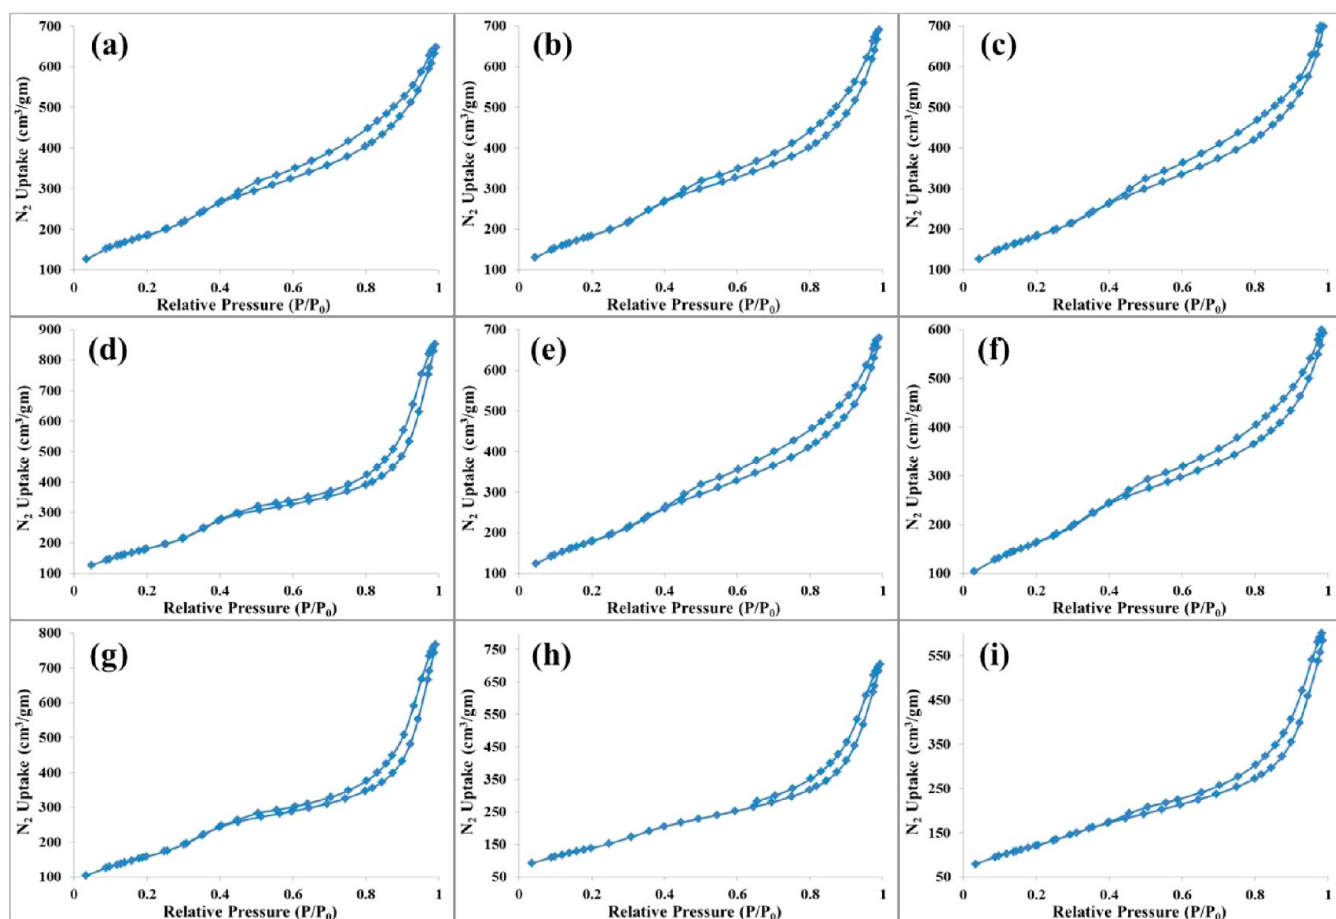 (a)
N₂ Uptake (cm³/gm)
700
600
500
400
300
200
100
0 0.2 0.4 0.6 0.8 1
Relative Pressure (P/P₀)
(b)
N₂ Uptake (cm³/gm)
700
600
500
400
300
200
100
0 0.2 0.4 0.6 0.8 1
Relative Pressure (P/P₀)
(c)
N₂ Uptake (cm³/gm)
700
600
500
400
300
200
100
0 0.2 0.4 0.6 0.8 1
Relative Pressure (P/P₀)
(d)
N₂ Uptake (cm³/gm)
900
800
700
600
500
400
300
200
100
0 0.2 0.4 0.6 0.8 1
Relative Pressure (P/P₀)
(e)
N₂ Uptake (cm³/gm)
700
600
500
400
300
200
100
0 0.2 0.4 0.6 0.8 1
Relative Pressure (P/P₀)
(f)
N₂ Uptake (cm³/gm)
600
500
400
300
200
100
0 0.2 0.4 0.6 0.8 1
Relative Pressure (P/P₀)
(g)
N₂ Uptake (cm³/gm)
800
700
600
500
400
300
200
100
0 0.2 0.4 0.6 0.8 1
Relative Pressure (P/P₀)
(h)
N₂ Uptake (cm³/gm)
750
650
550
450
350
250
150
50
0 0.2 0.4 0.6 0.8 1
Relative Pressure (P/P₀)
(i)
N₂ Uptake (cm³/gm)
550
450
350
250
150
50
0 0.2 0.4 0.6 0.8 1
Relative Pressure (P/P₀)